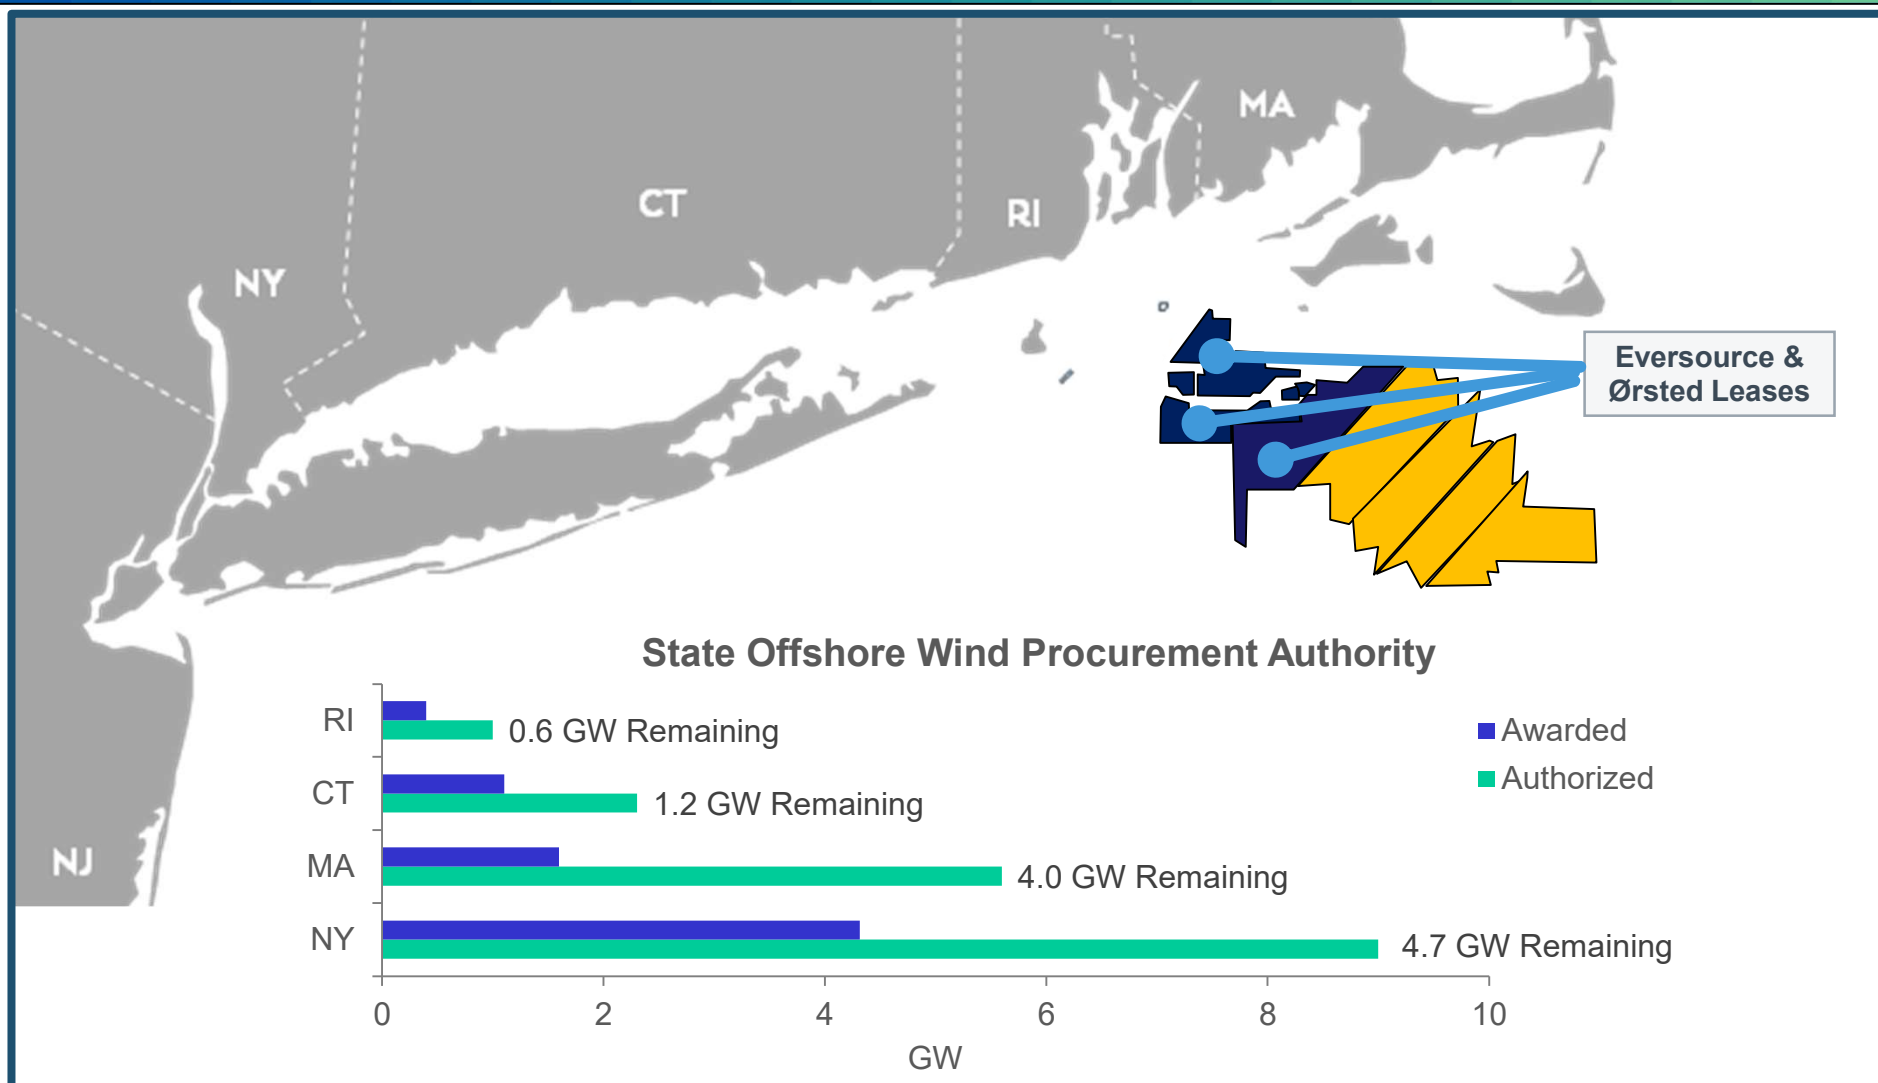 MA
CT
RI
NY
Eversource &
Ørsted Leases
NJ
State Offshore Wind Procurement Authority
RI
0.6 GW Remaining
Awarded
Authorized
CT
1.2 GW Remaining
MA
4.0 GW Remaining
NY
4.7 GW Remaining
0 2 4 6 8 10
GW